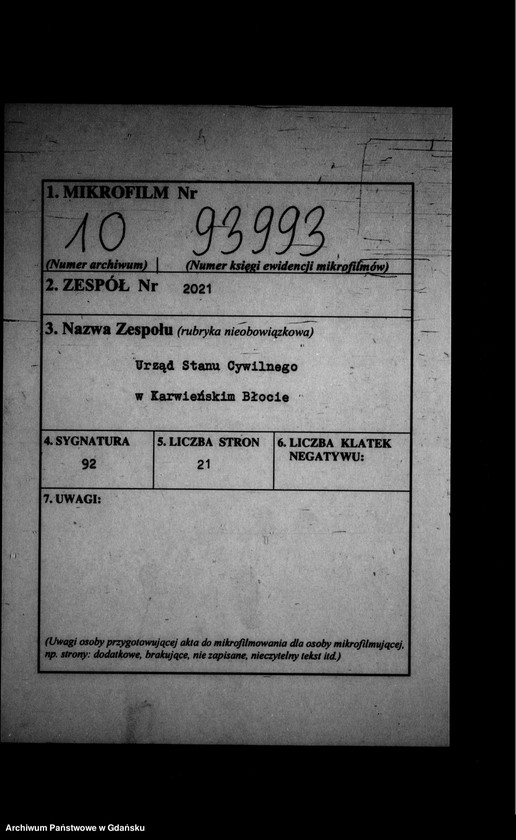 1. MIKROFILM Nr
10 93993
(Numer archiwum) (Numer księgi ewidencji mikrofilmów)
2. ZESPÓŁ Nr 2021
3. Nazwa Zespołu (rubryka nieobowiązkowa)
Urząd Stanu Cywilnego
w Karwieńskim Błocie
4. SYGNATURA 5. LICZBA STRON 6. LICZBA KLATEK
NEGATYWU:
92 21
7. UWAGI:
(Uwagi osoby przygotowującej akta do mikrofilmowania dla osoby mikrofilmującej,
np. strony: dodatkowe, brakujące, nie zapisane, nieczytelny tekst itd.)
Archiwum Państwowe w Gdańsku